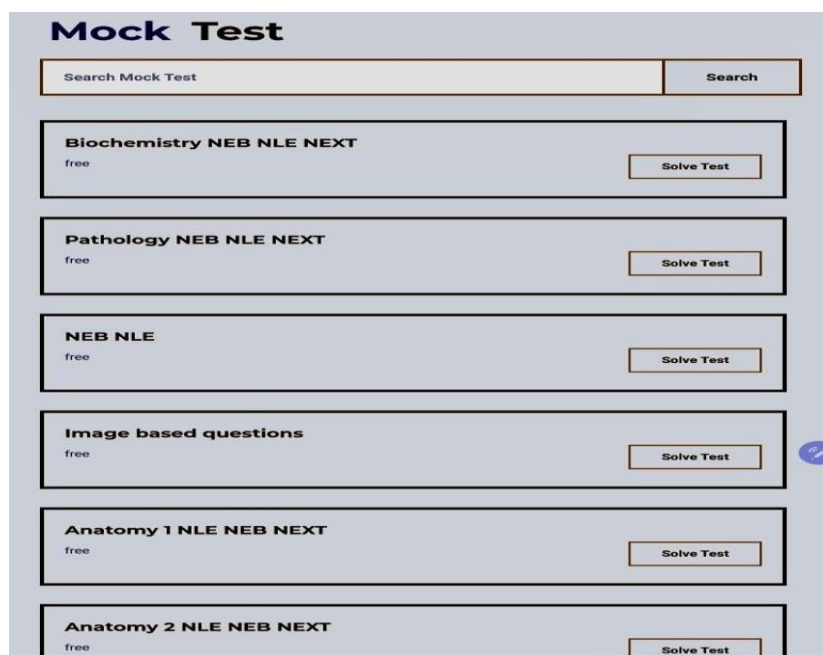 Mock Test
Search Mock Test
Search
Biochemistry NEB NLE NEXT
free
Solve Test
Pathology NEB NLE NEXT
free
Solve Test
NEB NLE
free
Solve Test
Image based questions
free
Solve Test
Anatomy 1 NLE NEB NEXT
free
Solve Test
Anatomy 2 NLE NEB NEXT
free
Solve Test